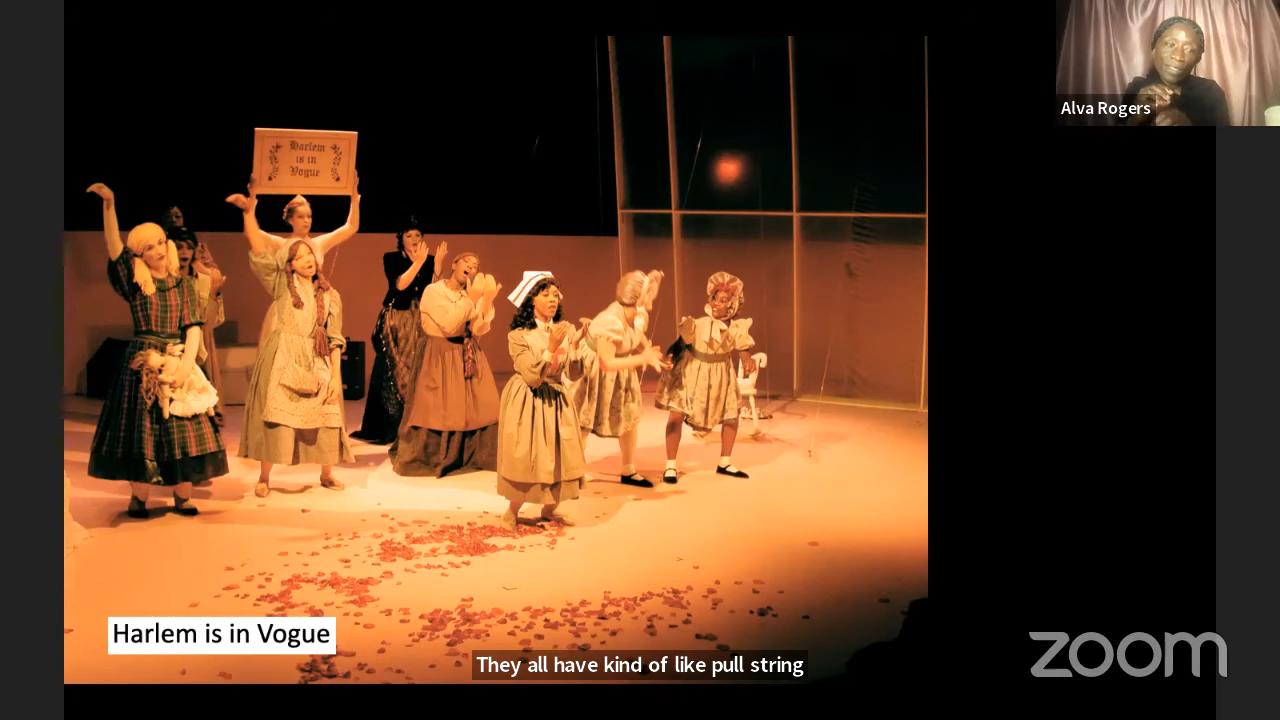 Alva Rogers
Harlem
is in
Vogue
Harlem is in Vogue
They all have kind of like pull string
zoom